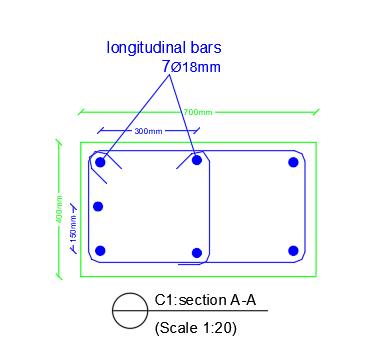 longitudinal bars
7Ø18mm
700mm
300mm
400mm
150mm
C1:section A-A
(Scale 1:20)